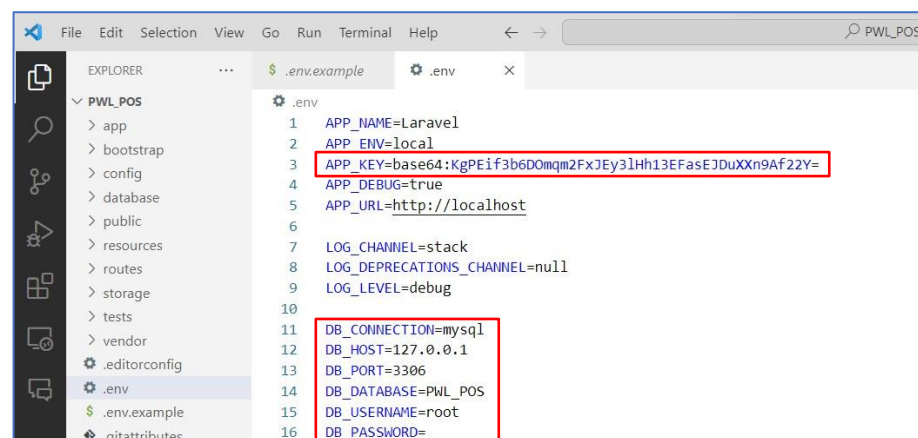 File Edit Selection View Go Run Terminal Help ← → PWL_POS
EXPLORER ...
$ .env.example .env ×
PWL_POS
.env
> app
> bootstrap
> config
> database
> public
> resources
> routes
> storage
> tests
> vendor
.editorconfig
.env
$ .env.example
.gitattributes
1 APP_NAME=Laravel
2 APP_ENV=local
3 APP_KEY=base64:KgPEif3b6DOmqm2FxJEy3lHh13EFasEJDuXXn9Af22Y=
4 APP_DEBUG=true
5 APP_URL=http://localhost
6
7 LOG_CHANNEL=stack
8 LOG_DEPRECATIONS_CHANNEL=null
9 LOG_LEVEL=debug
10
11 DB_CONNECTION=mysql
12 DB_HOST=127.0.0.1
13 DB_PORT=3306
14 DB_DATABASE=PWL_POS
15 DB_USERNAME=root
16 DB_PASSWORD=